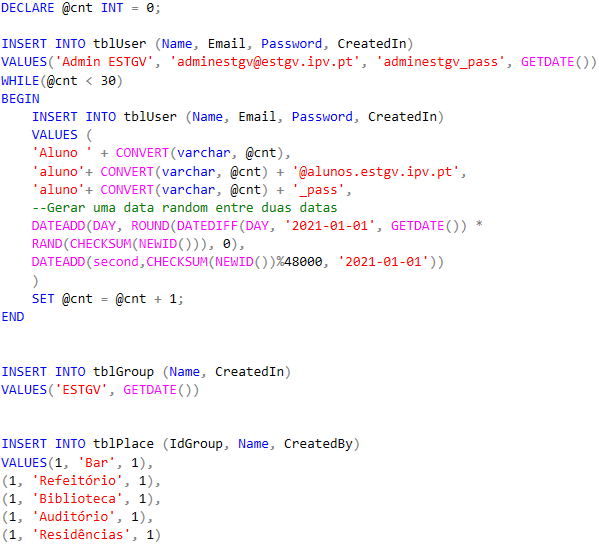 DECLARE @cnt INT = 0;
INSERT INTO tblUser (Name, Email, Password, CreatedIn)
VALUES('Admin ESTGV', 'adminestgv@estgv.ipv.pt', 'adminestgv_pass', GETDATE())
WHILE(@cnt < 30)
BEGIN
INSERT INTO tblUser (Name, Email, Password, CreatedIn)
VALUES (
'Aluno ' + CONVERT(varchar, @cnt),
'aluno'+ CONVERT(varchar, @cnt) + '@alunos.estgv.ipv.pt',
'aluno'+ CONVERT(varchar, @cnt) + '_pass',
--Gerar uma data random entre duas datas
DATEADD(DAY, ROUND(DATEDIFF(DAY, '2021-01-01', GETDATE()) *
RAND(CHECKSUM(NEWID())), 0),
DATEADD(second,CHECKSUM(NEWID())%48000, '2021-01-01'))
)
SET @cnt = @cnt + 1;
END
INSERT INTO tblGroup (Name, CreatedIn)
VALUES('ESTGV', GETDATE())
INSERT INTO tblPlace (IdGroup, Name, CreatedBy)
VALUES(1, 'Bar', 1),
(1, 'Refeitório', 1),
(1, 'Biblioteca', 1),
(1, 'Auditório', 1),
(1, 'Residências', 1)